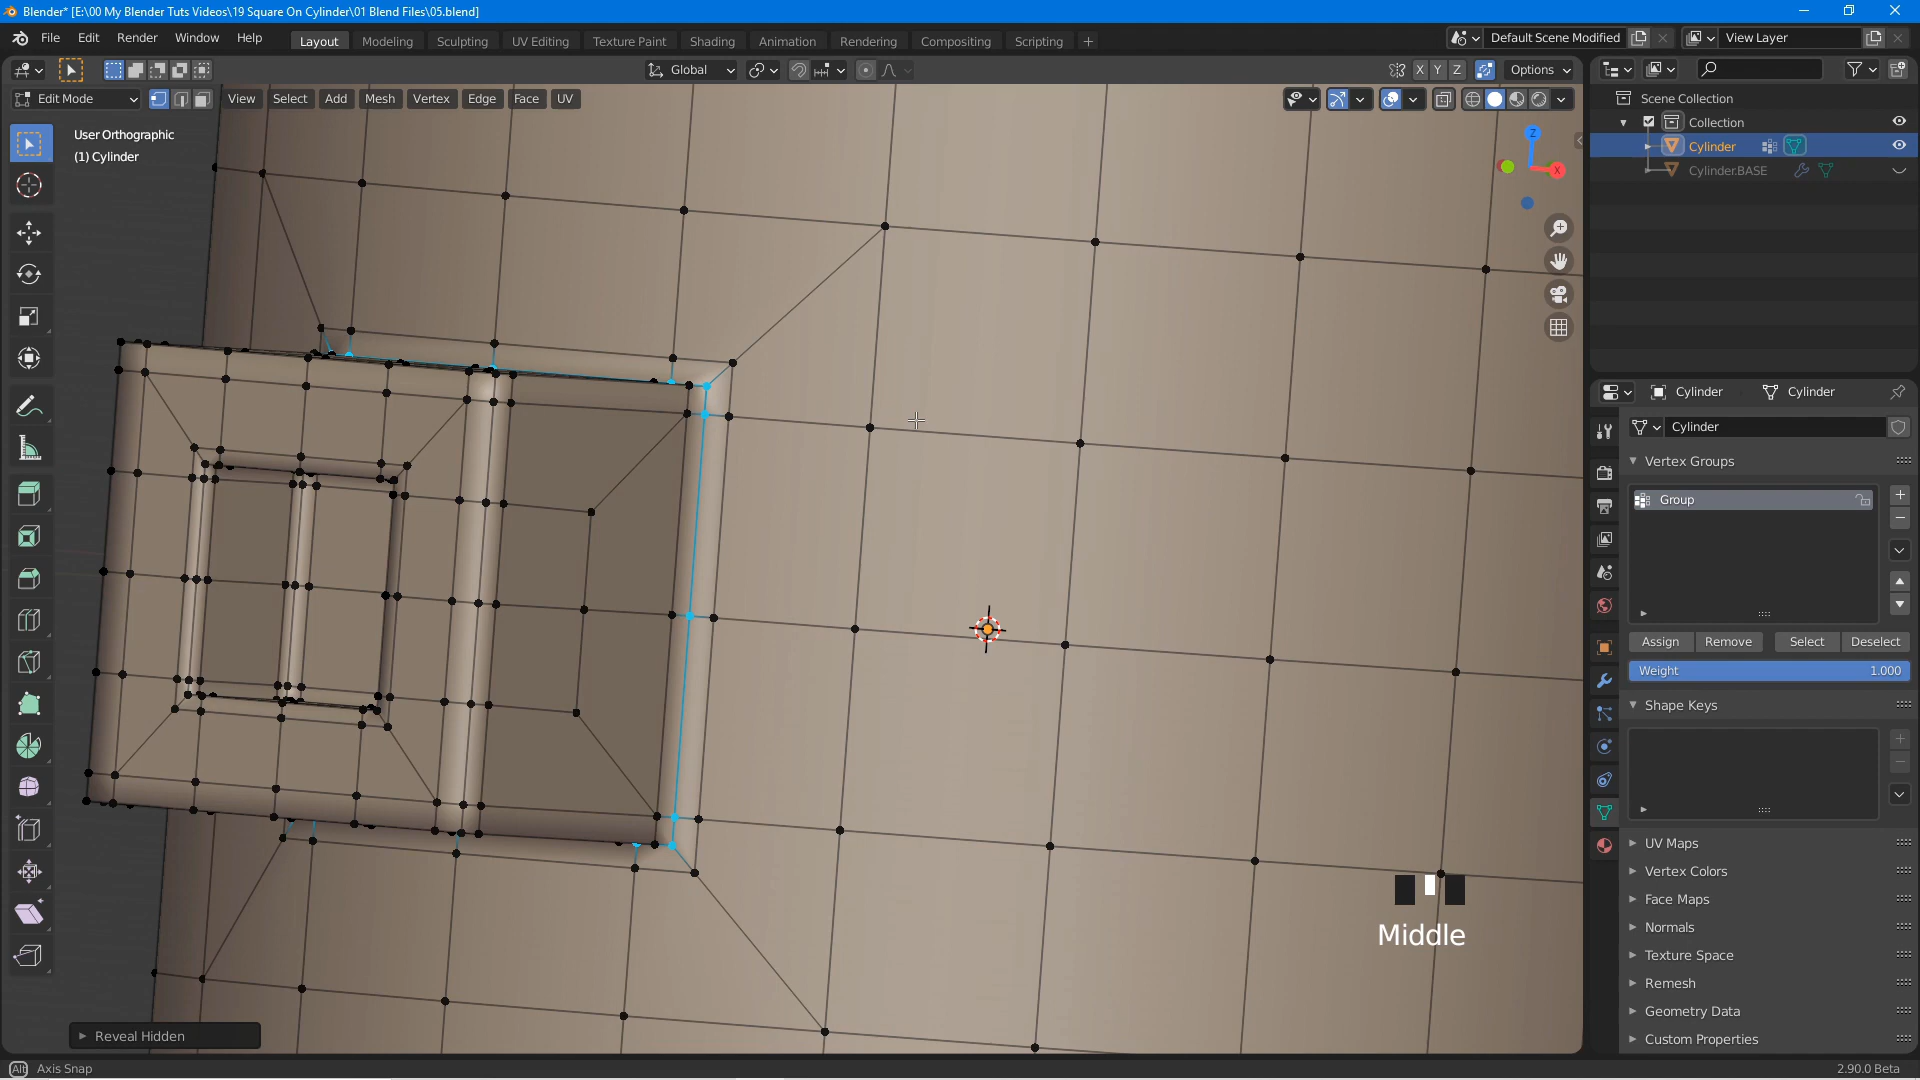 Blender* [E:\00 My Blender Tuts Videos\19 Square On Cylinder\01 Blend Files\05.blend]
File Edit Render Window Help
Layout Modeling Sculpting UV Editing Texture Paint Shading Animation Rendering Compositing Scripting +
Default Scene Modified
View Layer
Global
X Y Z
Options
Edit Mode
View Select Add Mesh Vertex Edge Face UV
User Orthographic
(1) Cylinder
Z
X
Scene Collection
Collection
Cylinder
Cylinder.BASE
Cylinder
Cylinder
Cylinder
Vertex Groups
Group
Assign Remove Select Deselect
Weight 1.000
Shape Keys
UV Maps
Vertex Colors
Face Maps
Normals
Texture Space
Remesh
Geometry Data
Custom Properties
Middle
Reveal Hidden
Alt Axis Snap
2.90.0 Beta